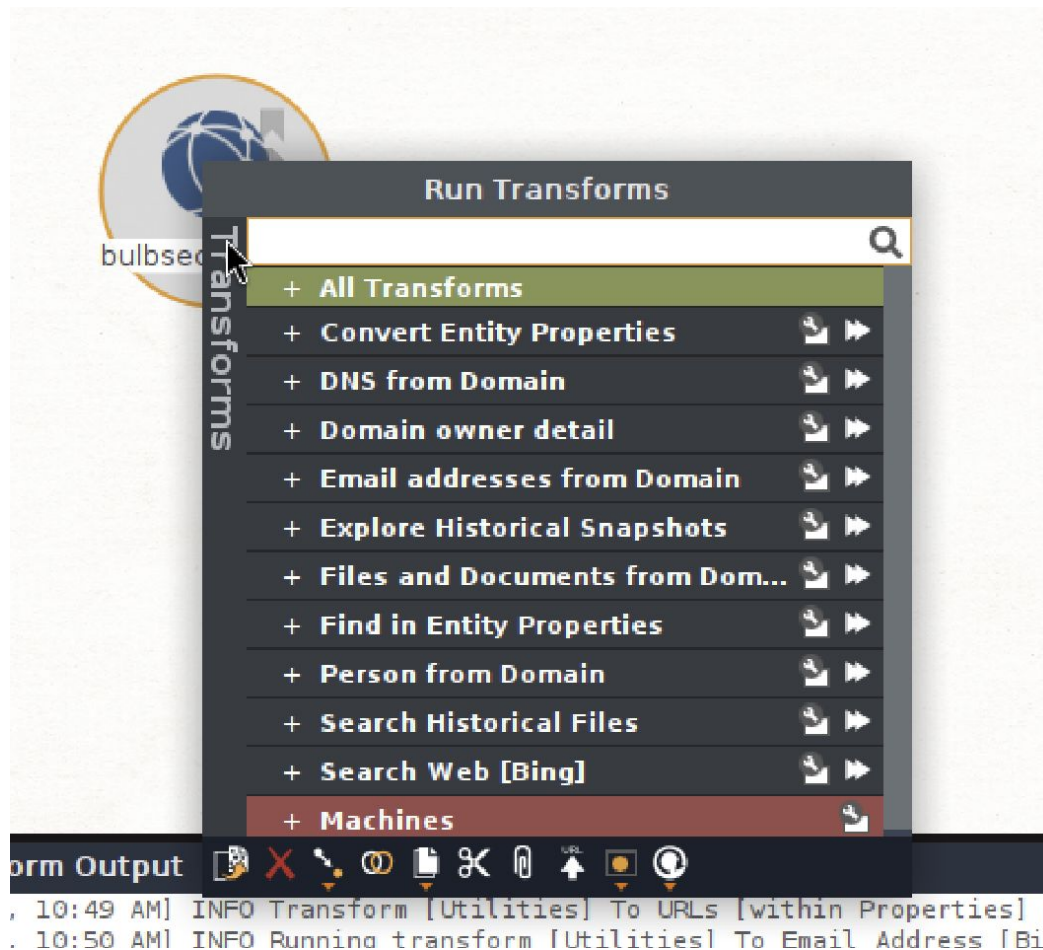 Run Transforms
bulbsec
Transforms
+ All Transforms
+ Convert Entity Properties
+ DNS from Domain
+ Domain owner detail
+ Email addresses from Domain
+ Explore Historical Snapshots
+ Files and Documents from Dom...
+ Find in Entity Properties
+ Person from Domain
+ Search Historical Files
+ Search Web [Bing]
+ Machines
orm Output
URL
, 10:49 AM] INFO Transform [Utilities] To URLs [within Properties]
, 10:50 AM] INFO Running transform [Utilities] To Email Address [Bi